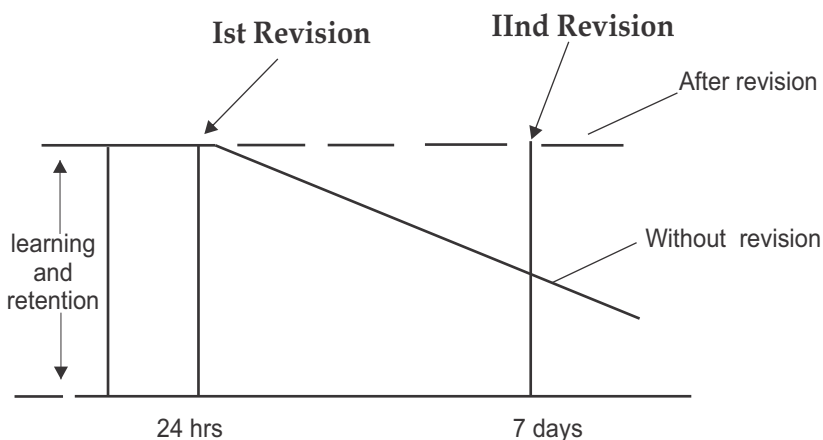 Ist Revision
IInd Revision
After revision
learning
and
retention
Without revision
24 hrs
7 days